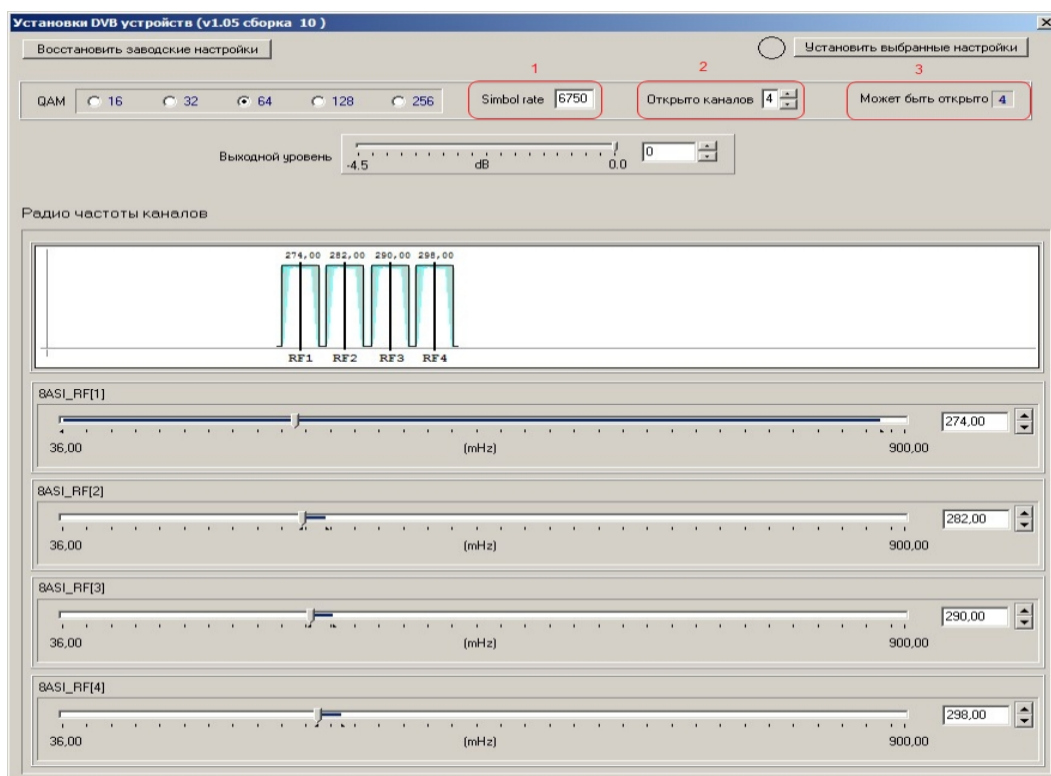 Установки DVB устройств (v1.05 сборка 10 )
Восстановить заводские настройки
Установить выбранные настройки
1 2 3
QAM 16 32 64 128 256 Simbol rate 6750 Открыто каналов 4 Может быть открыто 4
Выходной уровень -4.5 dB 0.0 0
Радио частоты каналов
274,00 282,00 290,00 298,00
RF1 RF2 RF3 RF4
8ASI_RF[1]
274,00
36,00 (mHz) 900,00
8ASI_RF[2]
282,00
36,00 (mHz) 900,00
8ASI_RF[3]
290,00
36,00 (mHz) 900,00
8ASI_RF[4]
298,00
36,00 (mHz) 900,00